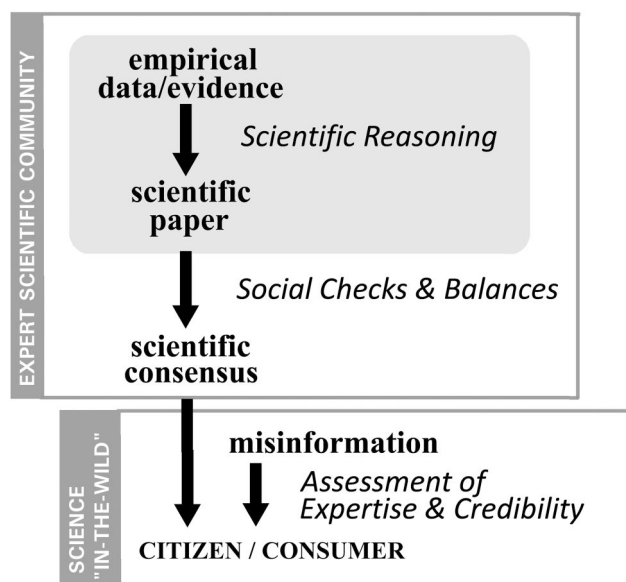 EXPERT SCIENTIFIC COMMUNITY
empirical
data/evidence
Scientific Reasoning
scientific
paper
Social Checks & Balances
scientific
consensus
SCIENCE
"IN-THE-WILD"
misinformation
Assessment of
Expertise & Credibility
CITIZEN / CONSUMER